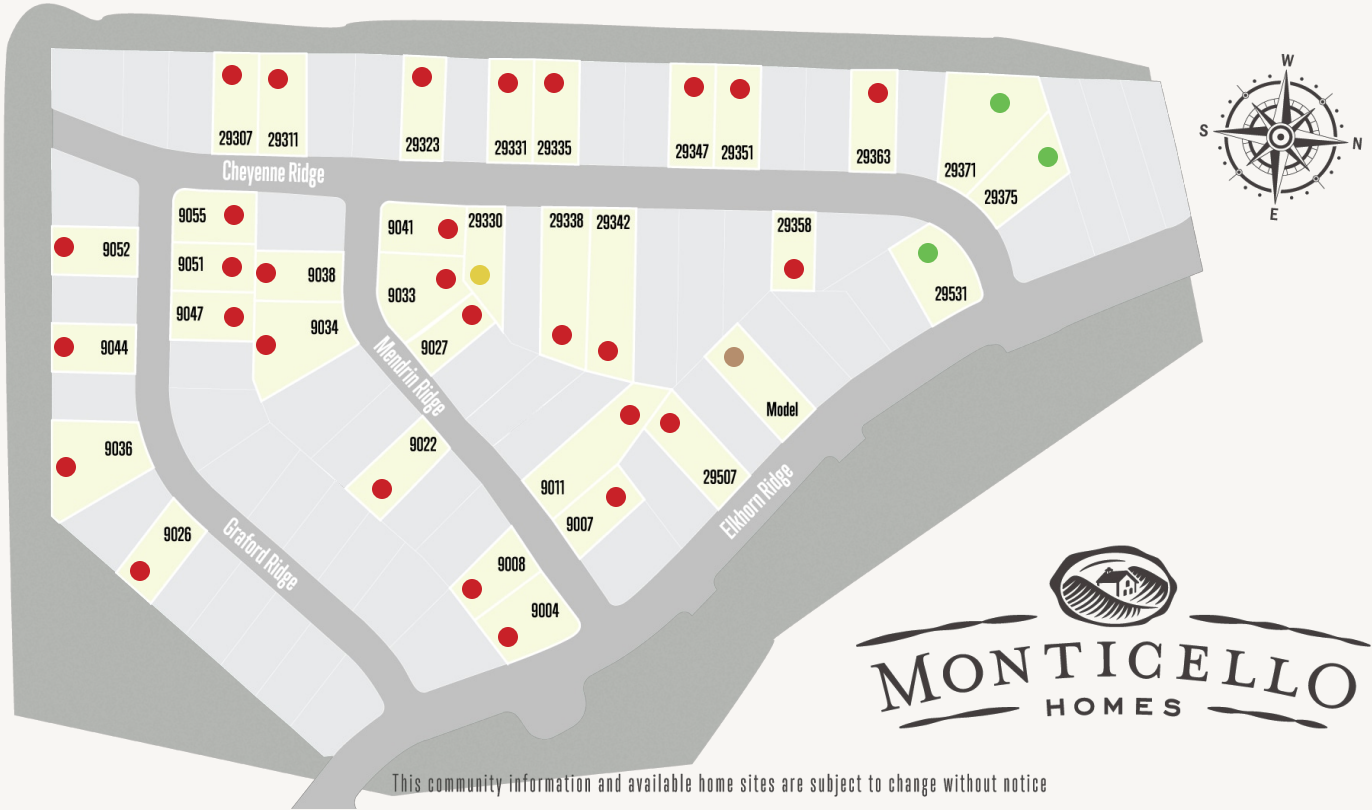 W
S
N
E
29307
29311
29323
29331
29335
29347
29351
29363
29371
29375
Cheyenne Ridge
9055
9052
9051
9038
9047
9034
9044
9036
9026
9041
29330
29338
29342
29358
9033
9027
29531
Mendrin Ridge
Model
9022
9011
29507
9007
Elkhorn Ridge
Graford Ridge
9008
9004
MONTICELLO
HOMES
This community information and available home sites are subject to change without notice